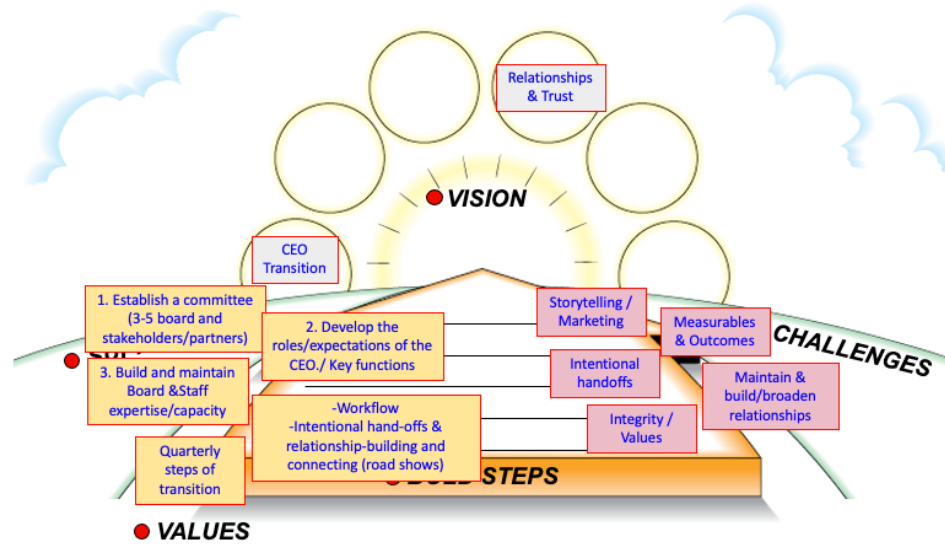 Relationships
& Trust
VISION
CEO
Transition
1. Establish a committee
(3-5 board and
stakeholders/partners)
2. Develop the
roles/expectations of the
CEO./ Key functions
Storytelling /
Marketing
Measurables
& Outcomes
CHALLENGES
3. Build and maintain
Board &Staff
expertise/capacity
Intentional
handoffs
Maintain &
build/broaden
relationships
-Workflow
-Intentional hand-offs &
relationship-building and
connecting (road shows)
Integrity /
Values
Quarterly
steps of
transition
BOLD STEPS
VALUES